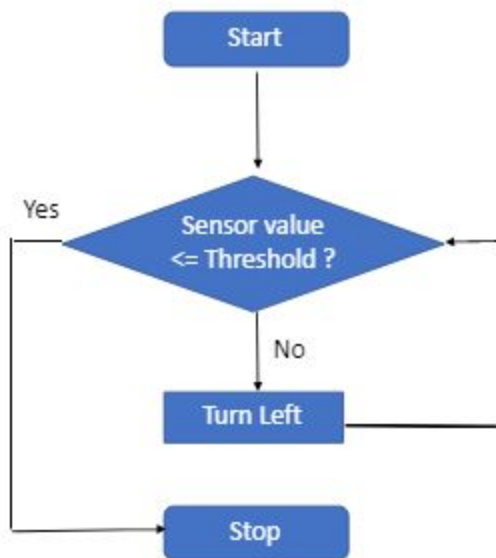 Start
Yes
Sensor value
<= Threshold ?
No
Turn Left
Stop